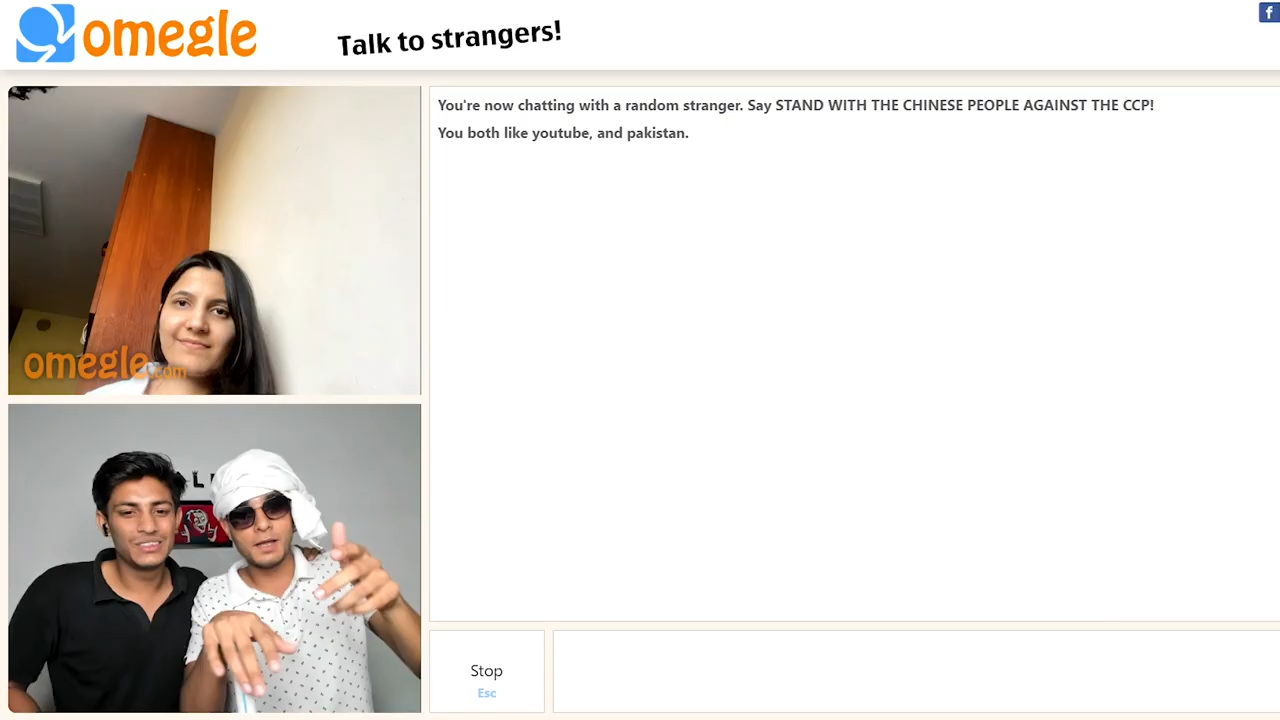 omegle
Talk to strangers!
f
You're now chatting with a random stranger. Say STAND WITH THE CHINESE PEOPLE AGAINST THE CCP!
You both like youtube, and pakistan.
omegle.com
Stop
Esc